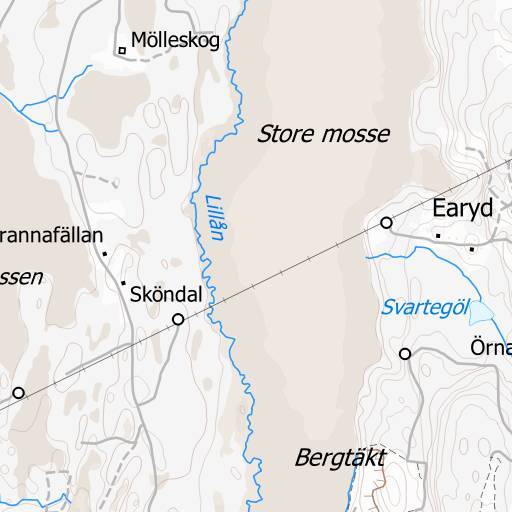 Mölleskog
Store mosse
Lillån
Earyd
rannafällan
ssen
Sköndal
Svartegöl
Örna
Bergtäkt